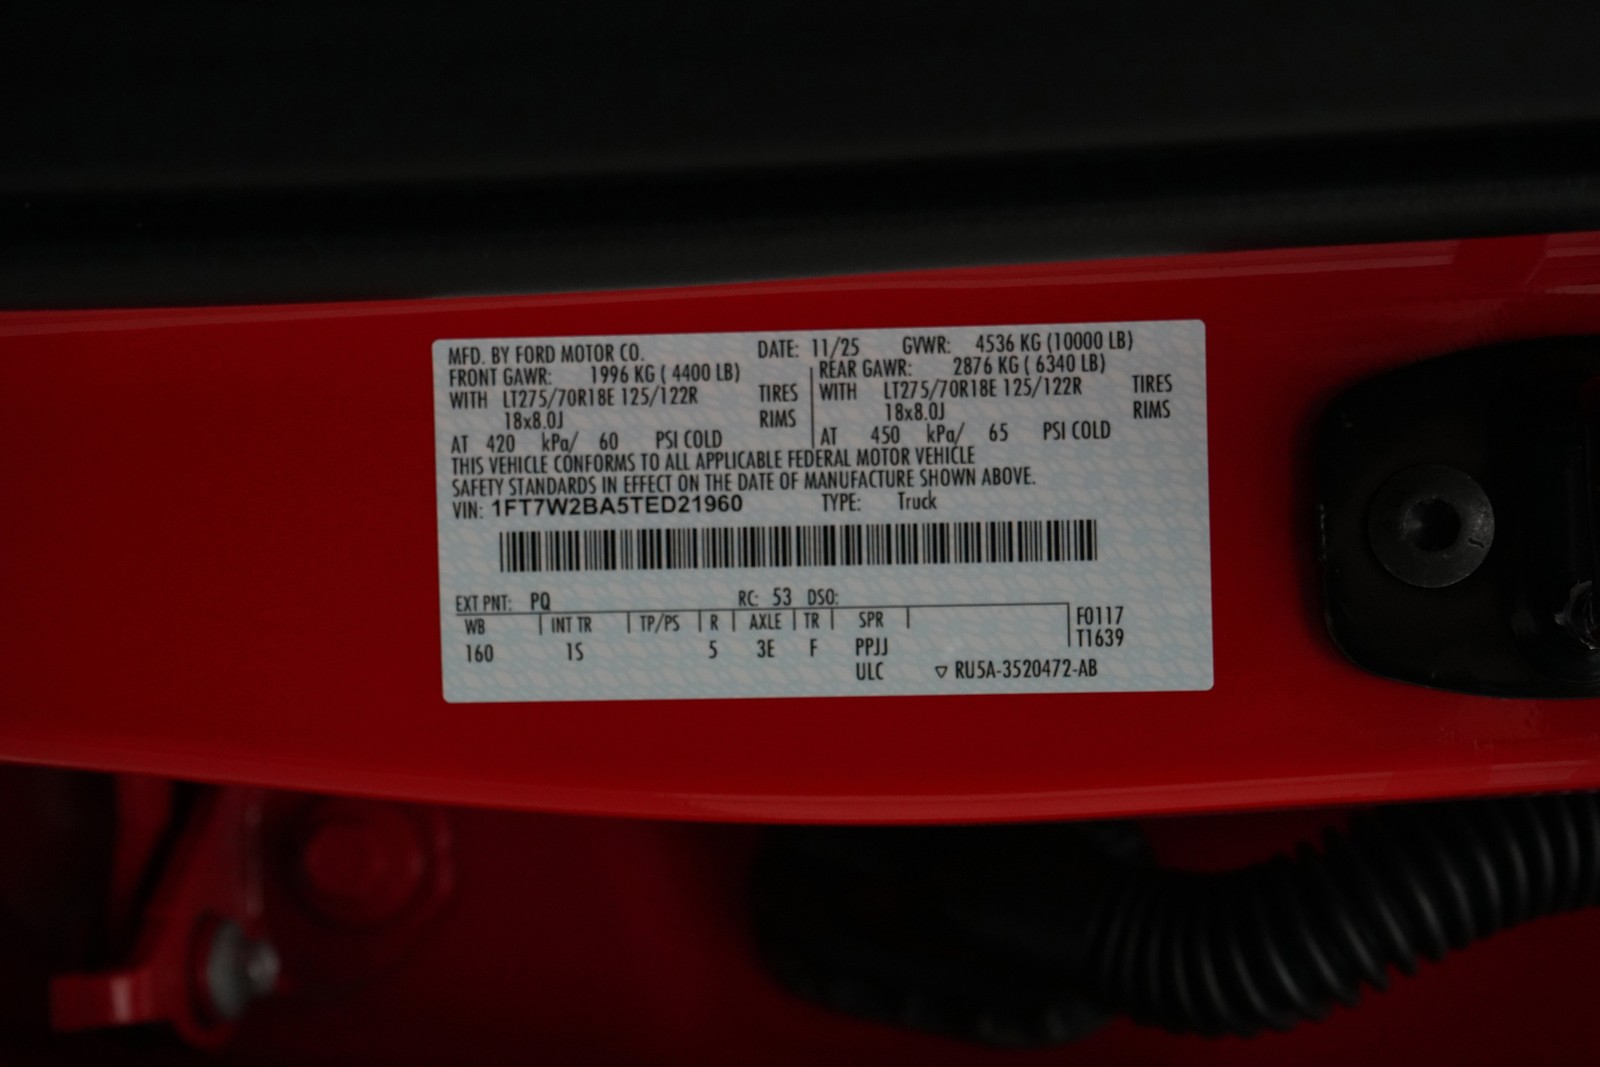 MFD. BY FORD MOTOR CO. DATE: 11/25 GVWR: 4536 KG (10000 LB)
FRONT GAWR: 1996 KG ( 4400 LB) REAR GAWR: 2876 KG ( 6340 LB)
WITH LT275/70R18E 125/122R TIRES WITH LT275/70R18E 125/122R TIRES
18x8.0J RIMS 18x8.0J RIMS
AT 420 kPa/ 60 PSI COLD AT 450 kPa/ 65 PSI COLD
THIS VEHICLE CONFORMS TO ALL APPLICABLE FEDERAL MOTOR VEHICLE
SAFETY STANDARDS IN EFFECT ON THE DATE OF MANUFACTURE SHOWN ABOVE.
VIN: 1FT7W2BA5TED21960 TYPE: Truck
EXT PNT: PQ RC: 53 DSO:
WB INT TR TP/PS R AXLE TR SPR F0117
160 1S 5 3E F PPJJ T1639
ULC RU5A-3520472-AB